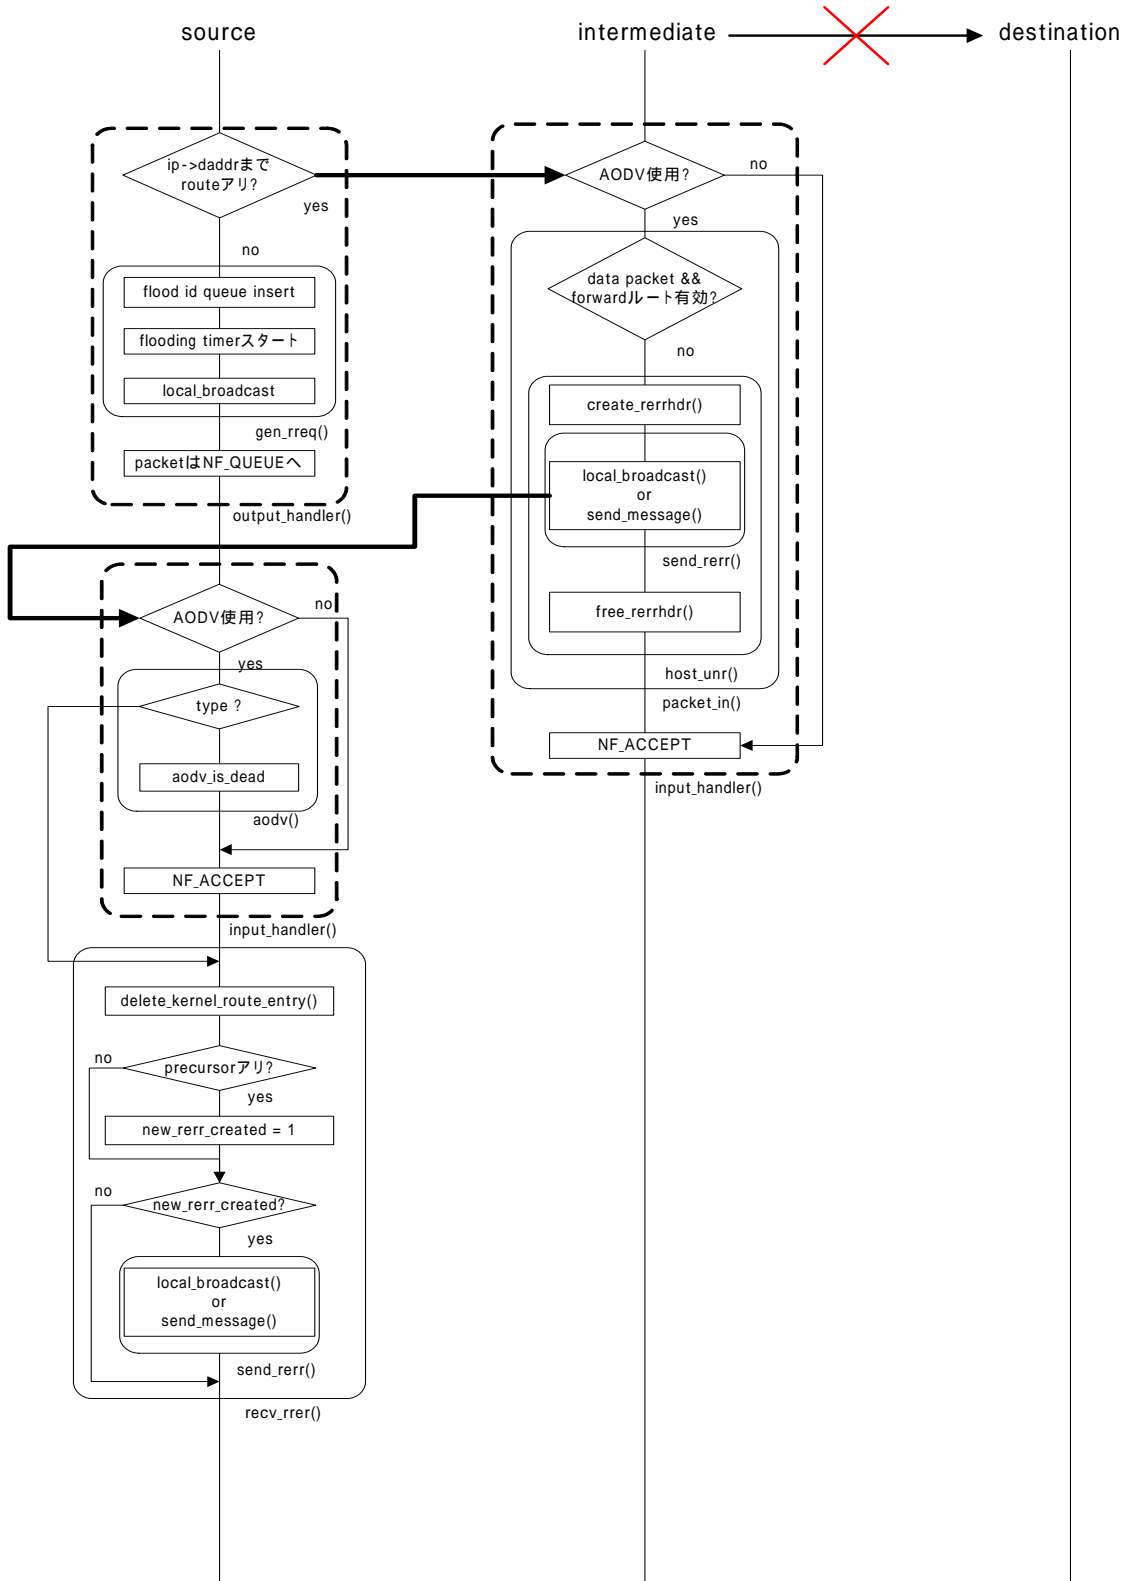 source
intermediate
destination
ip->daddrまで
routeアリ?
yes
no
flood id queue insert
flooding timerスタート
local_broadcast
gen_rreq()
packetはNF_QUEUEへ
output_handler()
AODV使用?
no
yes
data packet &&
forwardルート有効?
no
create_rerrhdr()
local_broadcast()
or
send_message()
send_rerr()
free_rerrhdr()
host_unr()
packet_in()
NF_ACCEPT
input_handler()
AODV使用?
no
yes
type ?
aodv_is_dead
aodv()
NF_ACCEPT
input_handler()
delete_kernel_route_entry()
no
precursorアリ?
yes
new_rerr_created = 1
no
new_rerr_created?
yes
local_broadcast()
or
send_message()
send_rerr()
recv_rrer()